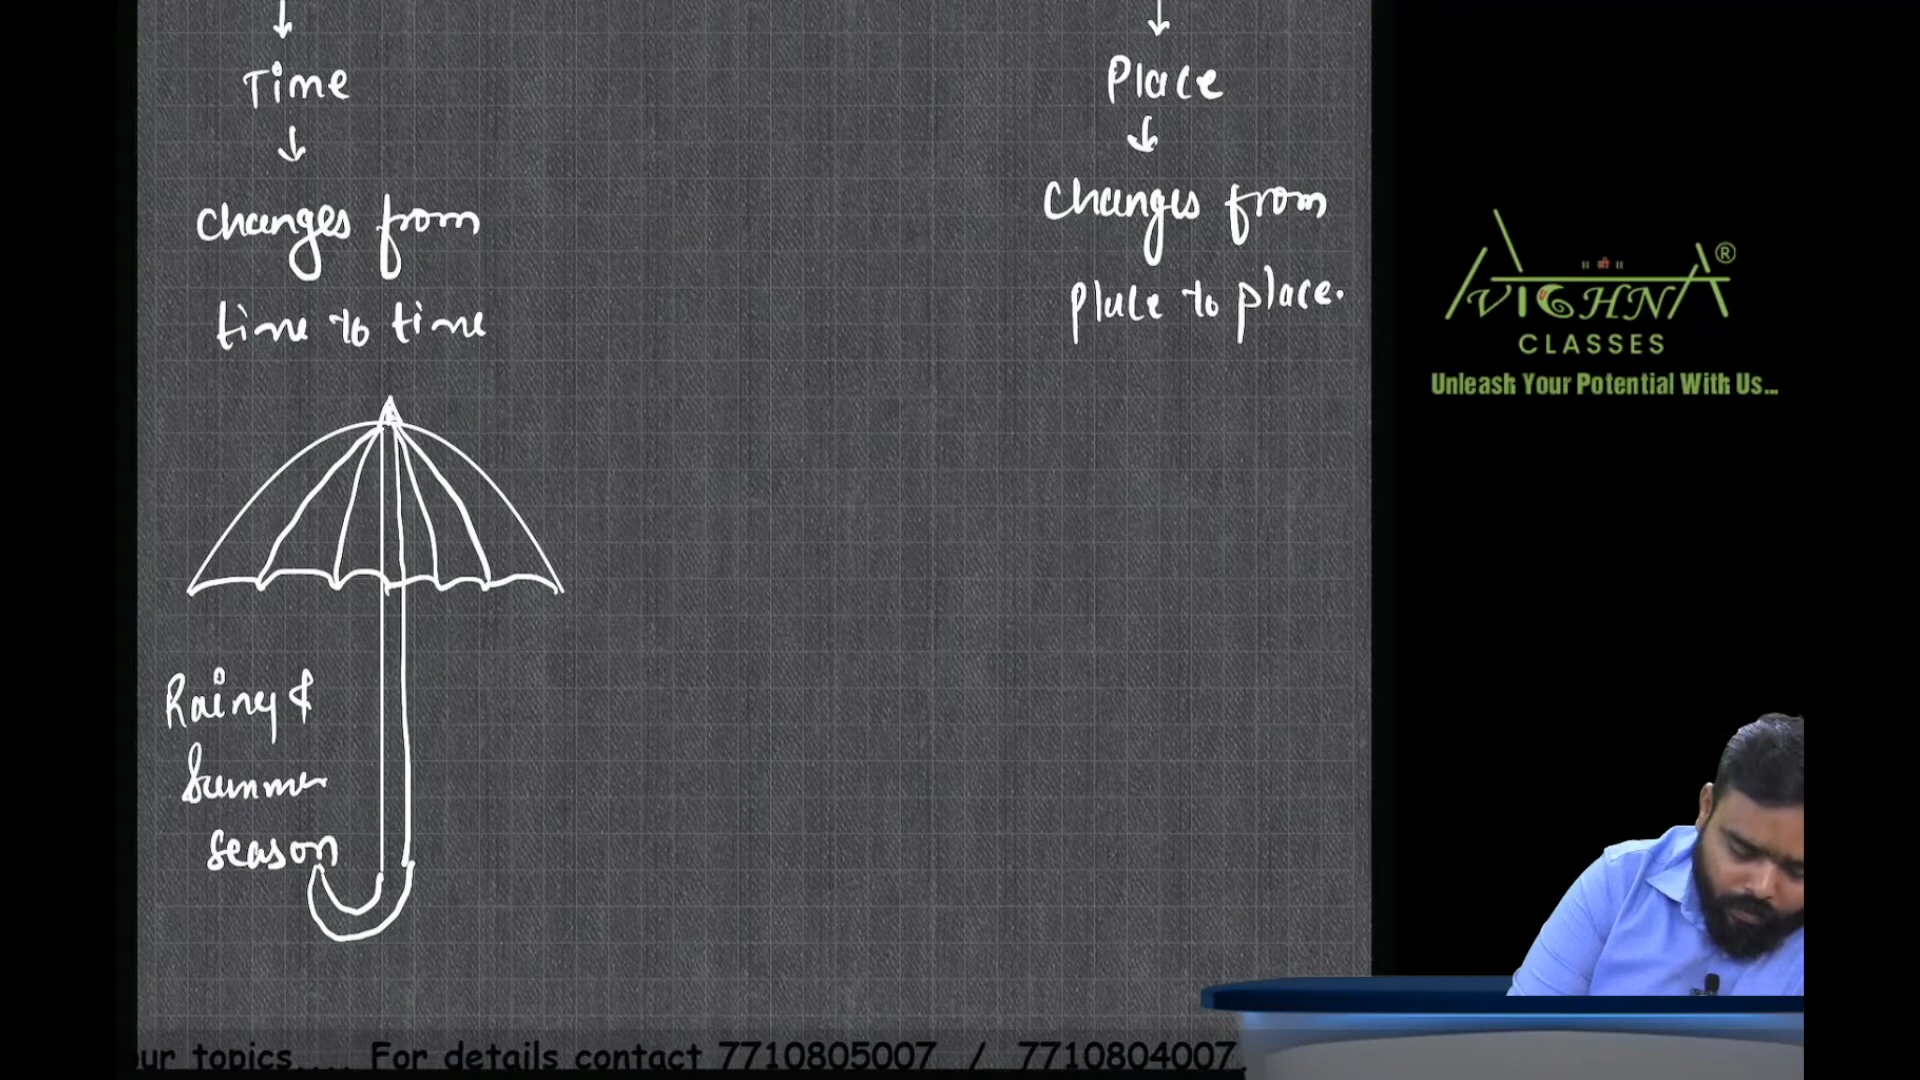 Time
Changes from
time to time
Rainy &
Summer
Season
Place
Changes from
place to place.
॥ श्री ॥
AVIGHNA®
CLASSES
Unleash Your Potential With Us...
ur topics.... For details contact 7710805007 / 7710804007.